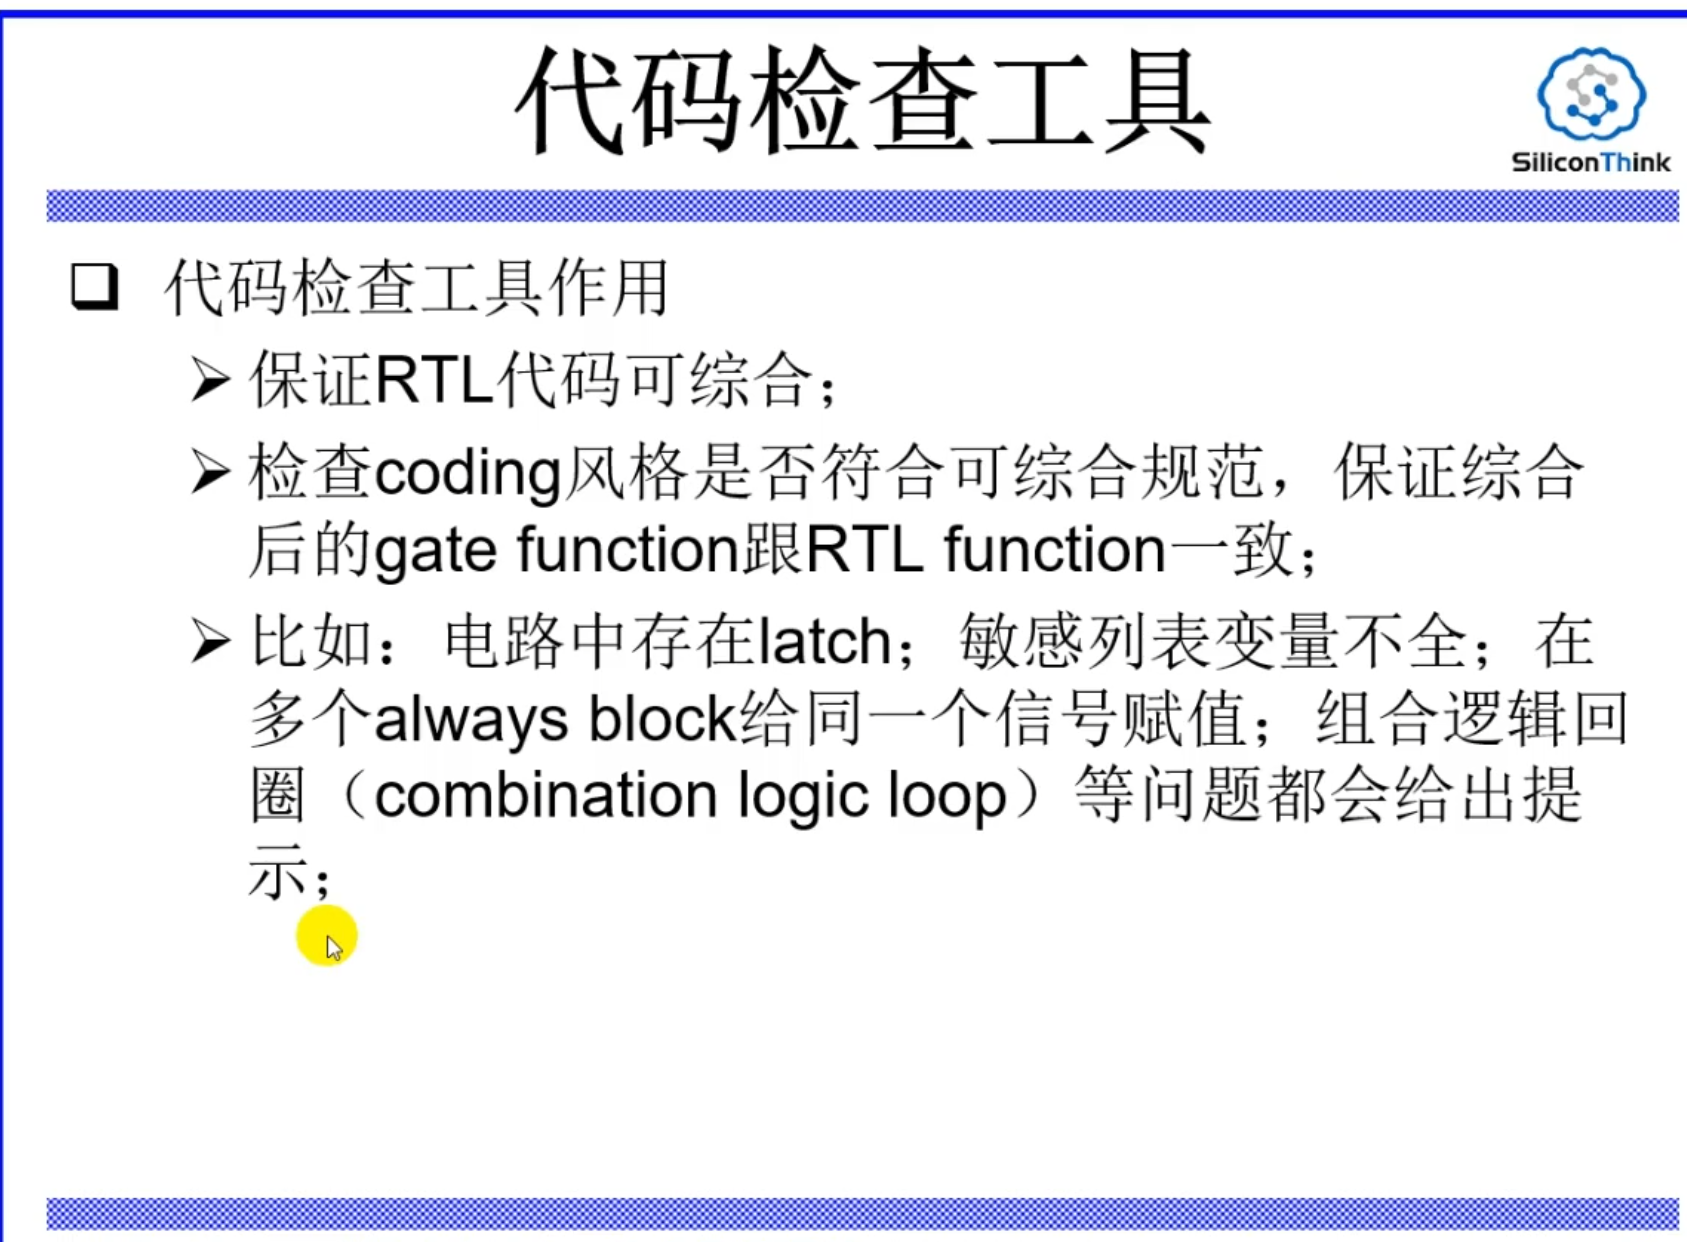 代码检查工具
SiliconThink
代码检查工具作用
保证RTL代码可综合；
检查coding风格是否符合可综合规范，保证综合
后的gate function跟RTL function一致；
比如：电路中存在latch；敏感列表变量不全；在
多个always block给同一个信号赋值；组合逻辑回
圈（combination logic loop）等问题都会给出提
示；